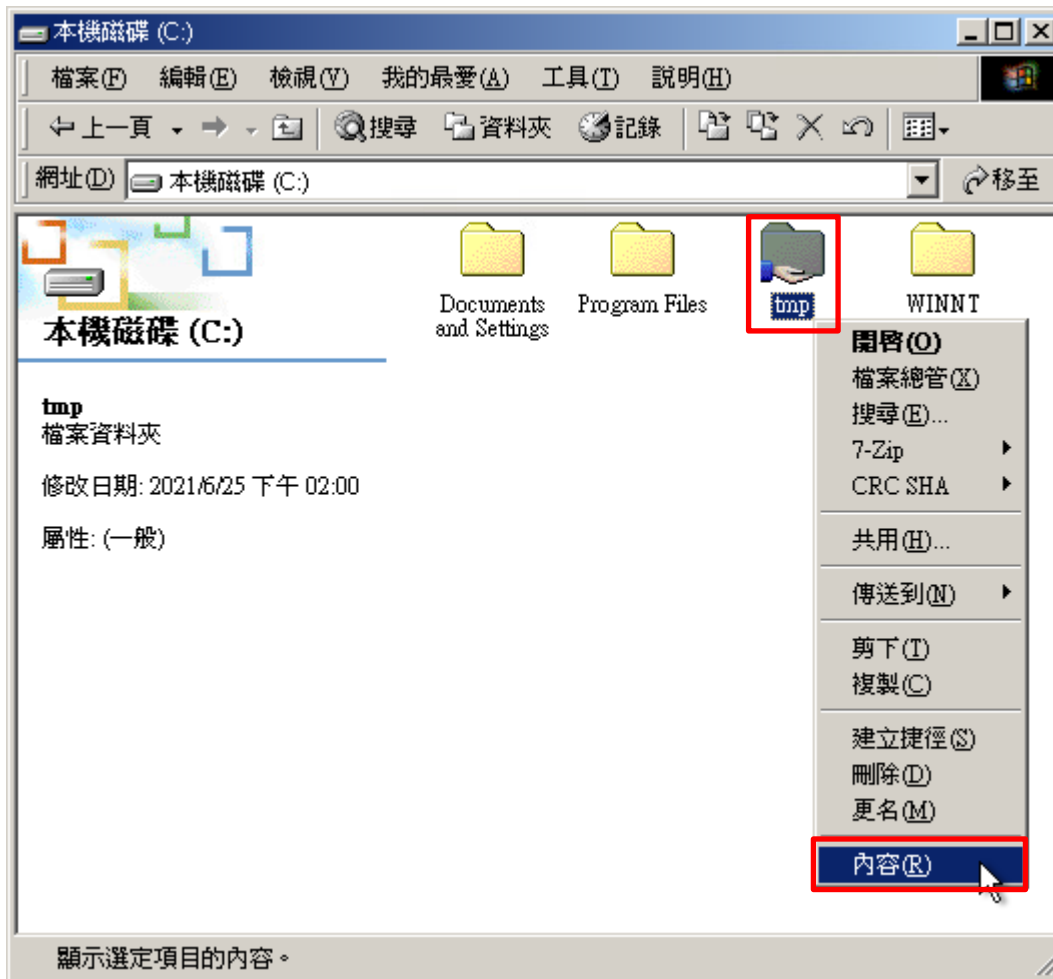 本機磁碟 (C:)
檔案(F) 編輯(E) 檢視(V) 我的最愛(A) 工具(T) 說明(H)
上一頁 搜尋 資料夾 記錄
網址(D) 本機磁碟 (C:) 移至
本機磁碟 (C:)
tmp
檔案資料夾
修改日期: 2021/6/25 下午 02:00
屬性: (一般)
Documents
and Settings
Program Files
tmp
WINNT
開啓(O)
檔案總管(X)
搜尋(E)...
7-Zip
CRC SHA
共用(H)...
傳送到(N)
剪下(T)
複製(C)
建立捷徑(S)
刪除(D)
更名(M)
內容(R)
顯示選定項目的內容。